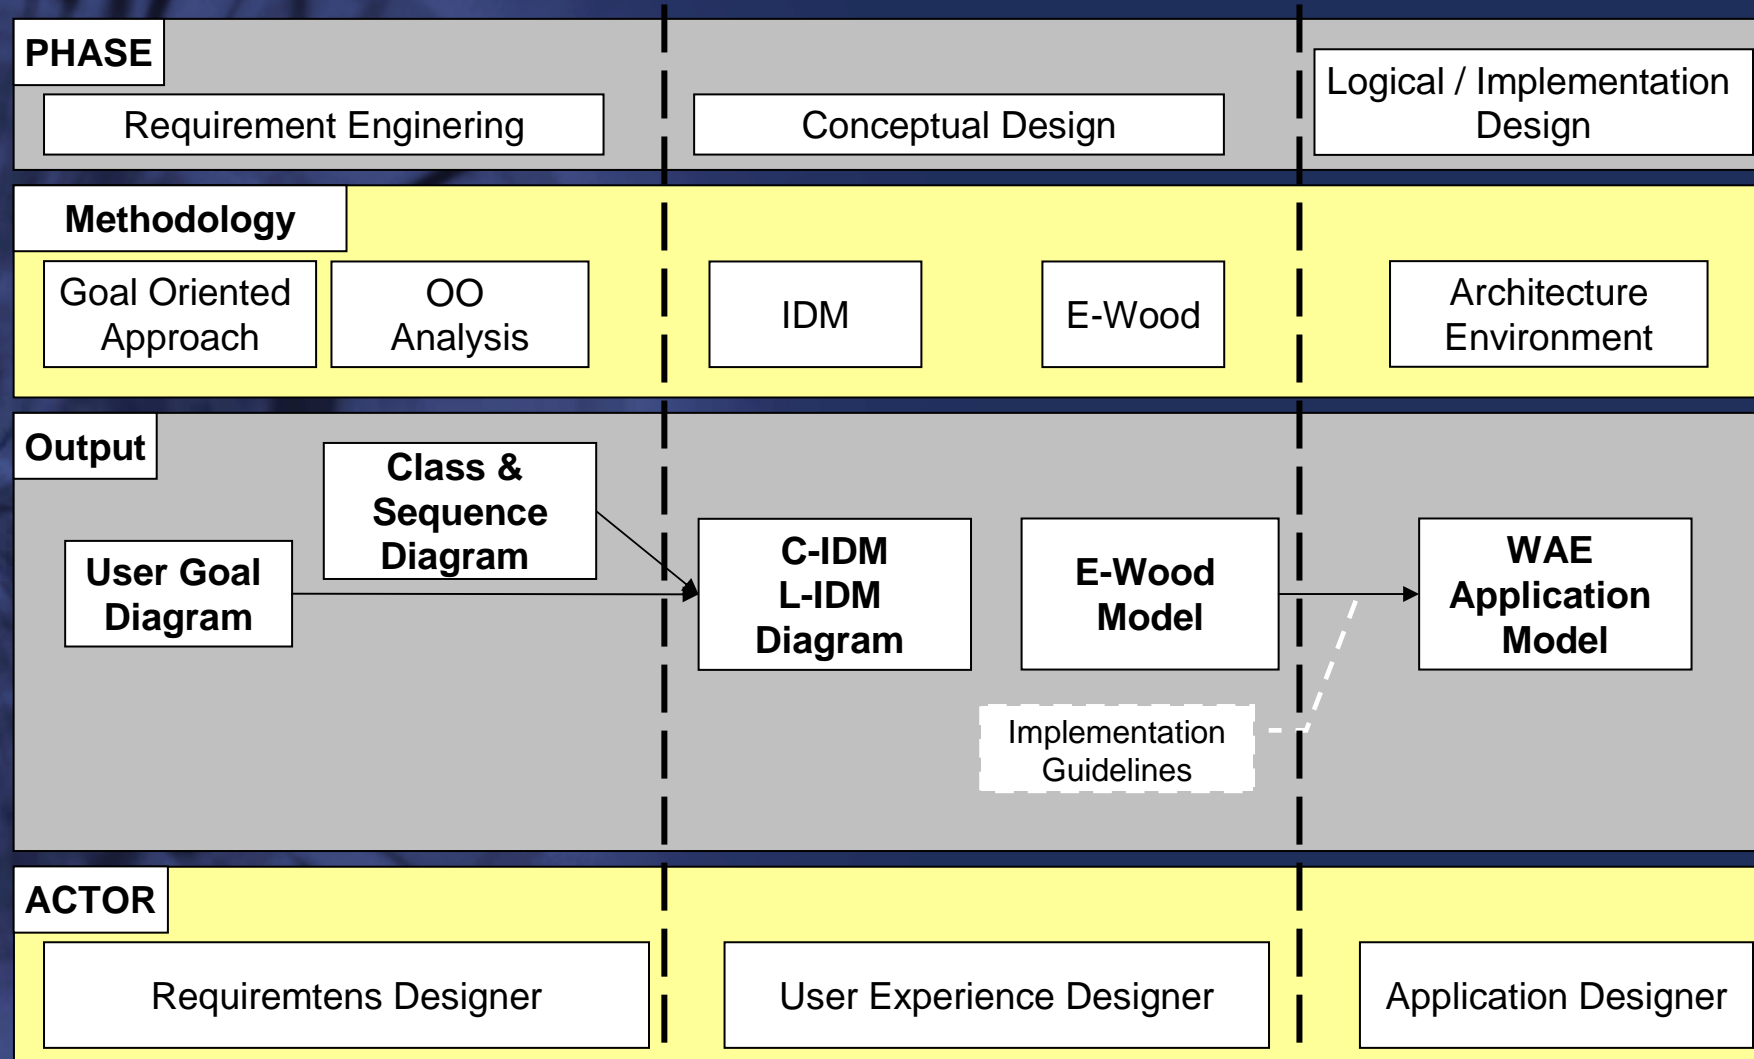 PHASE
Requirement Enginering
Conceptual Design
Logical / Implementation
Design
Methodology
Goal Oriented
Approach
OO
Analysis
IDM
E-Wood
Architecture
Environment
Output
Class &
Sequence
Diagram
User Goal
Diagram
C-IDM
L-IDM
Diagram
E-Wood
Model
WAE
Application
Model
Implementation
Guidelines
ACTOR
Requiremtens Designer
User Experience Designer
Application Designer